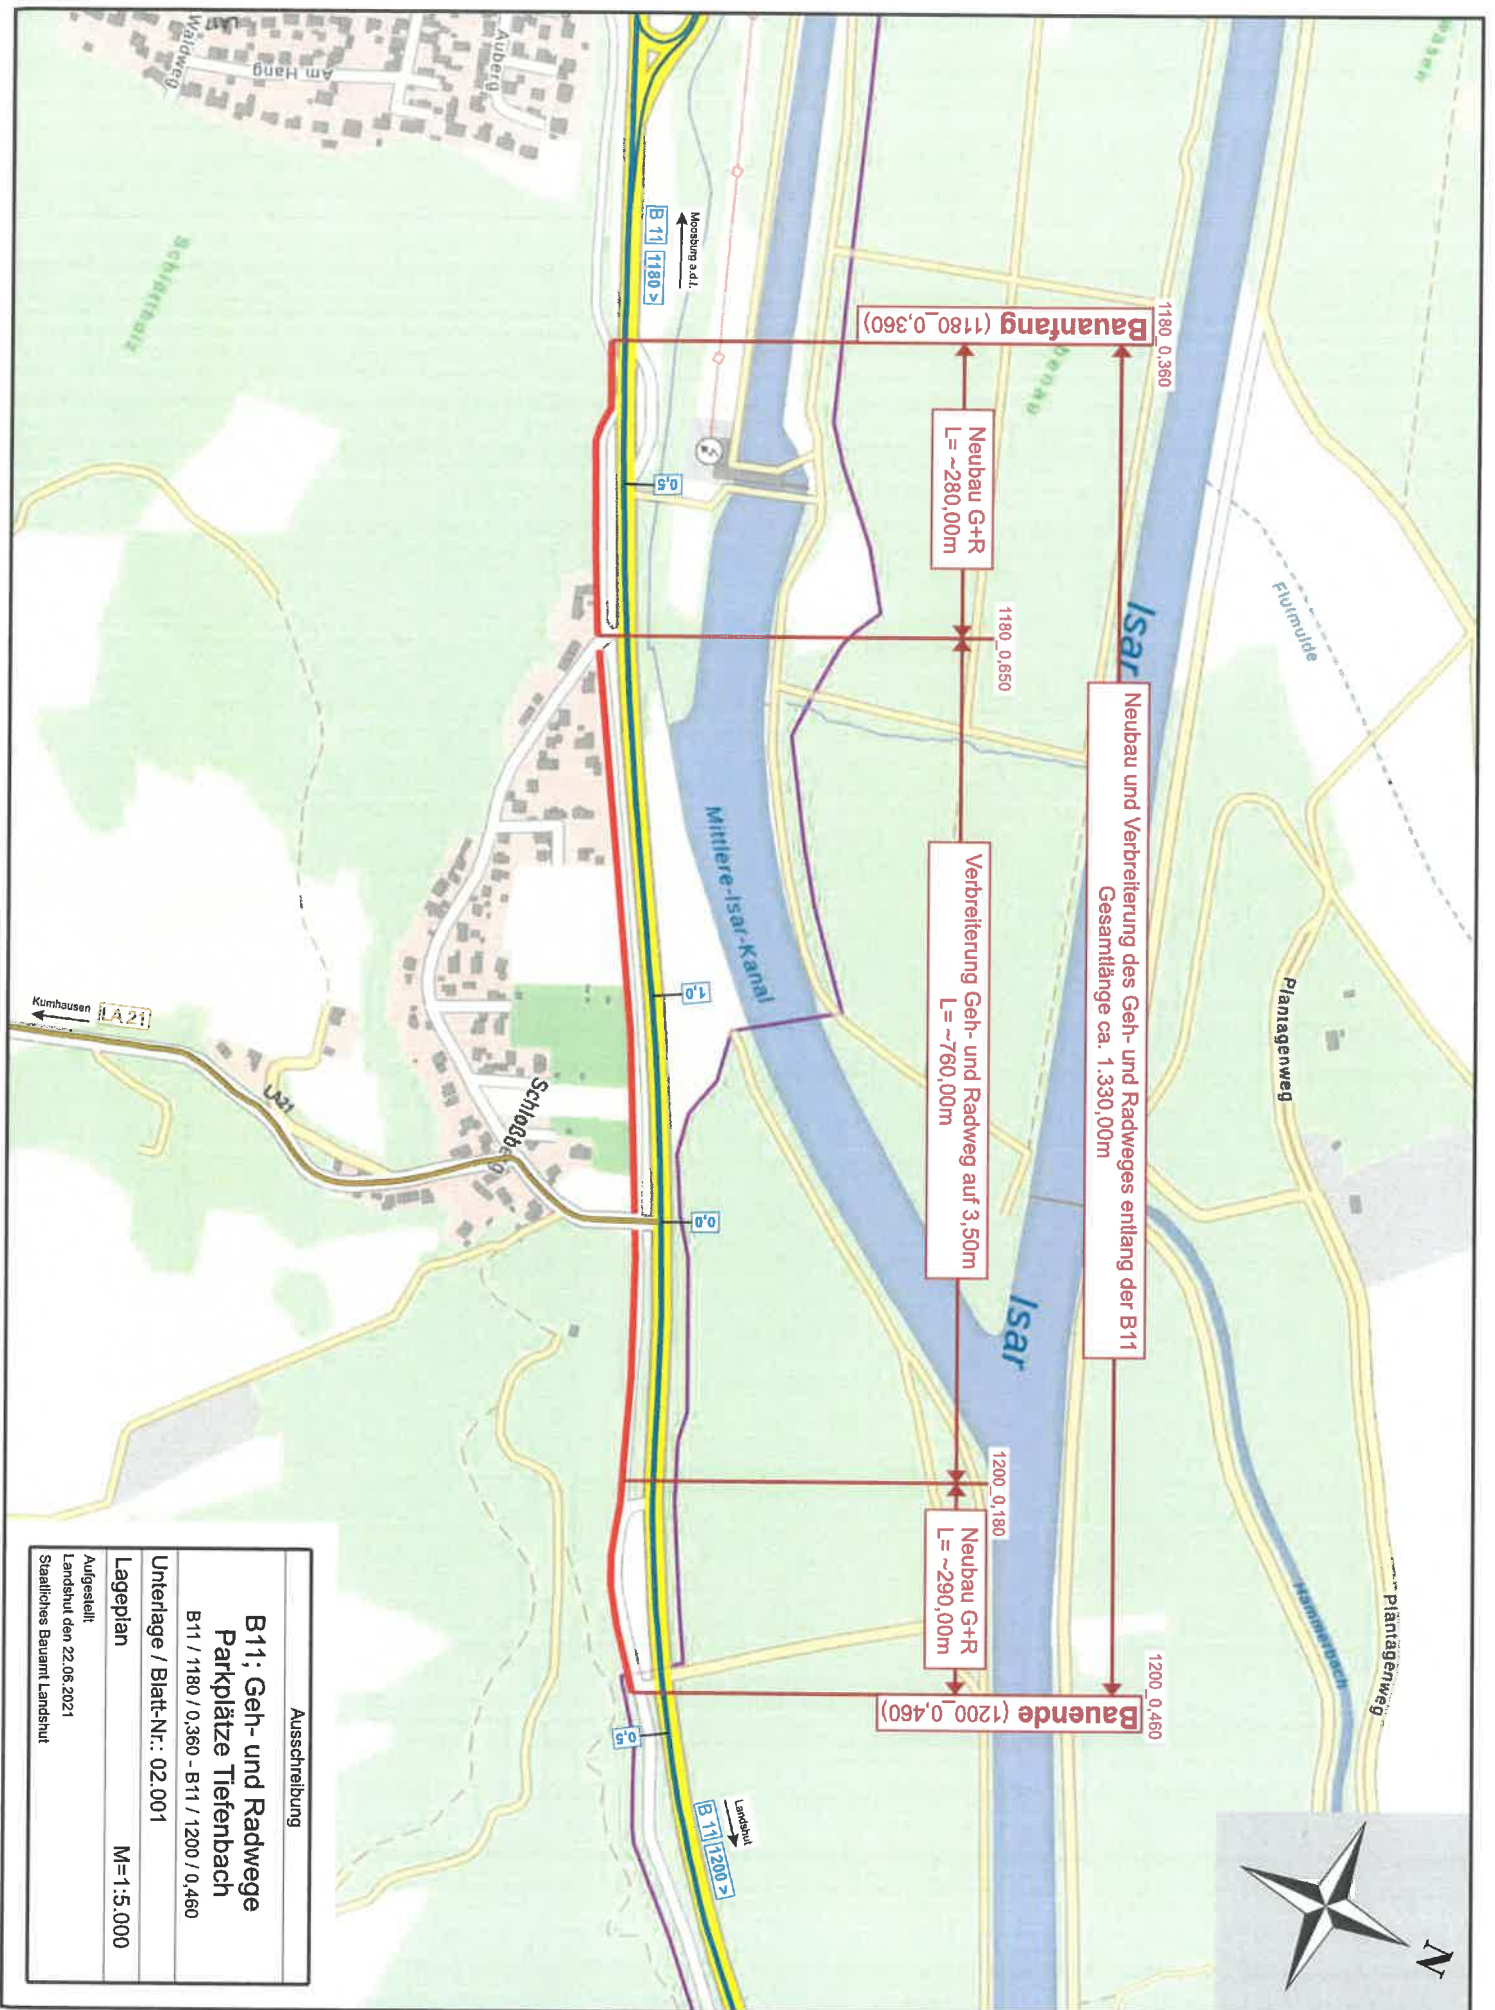 Isar
Isar
Flutmulde
Plantagenweg
Plantagenweg
Hammerbach
Mittlere-Isar-Kanal
N
1180_0,360
Bauanfang (1180_0,360)
Neubau und Verbreiterung des Geh- und Radweges entlang der B11
Gesamtlänge ca. 1.330,00m
1200_0,460
Bauende (1200_0,460)
Neubau G+R
L= ~280,00m
1180_0,650
Verbreiterung Geh- und Radweg auf 3,50m
L= ~760,00m
1200_0,180
Neubau G+R
L= ~290,00m
Moosburg a.d.I.
B 11 1180 >
0,5
1,0
0,0
0,5
Landshut
B 11 1200 >
Auberg
Am Hang
Waldweg
Schloßberg
LA21
LA 21
Kumhausen
Ausschreibung
B11; Geh- und Radwege
Parkplätze Tiefenbach
B11 / 1180 / 0,360 - B11 / 1200 / 0,460
Unterlage / Blatt-Nr.: 02.001
Lageplan M=1:5.000
Aufgestellt
Landshut den 22.06.2021
Staatliches Bauamt Landshut